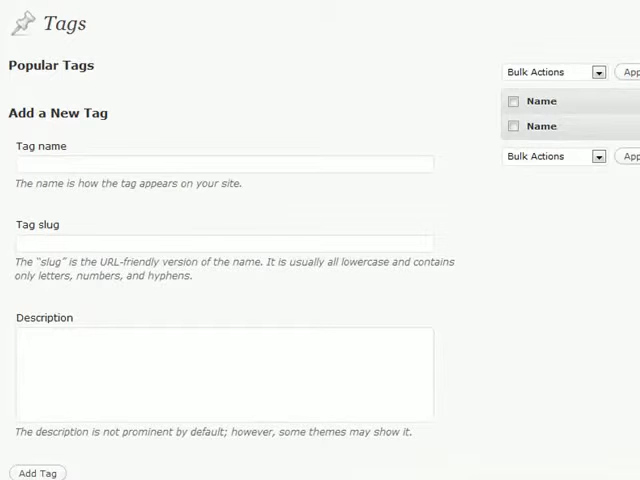 Tags
Popular Tags
Bulk Actions
Add a New Tag
Name
Tag name
Name
The name is how the tag appears on your site.
Bulk Actions
Tag slug
The “slug” is the URL-friendly version of the name. It is usually all lowercase and contains
only letters, numbers, and hyphens.
Description
The description is not prominent by default; however, some themes may show it.
Add Tag